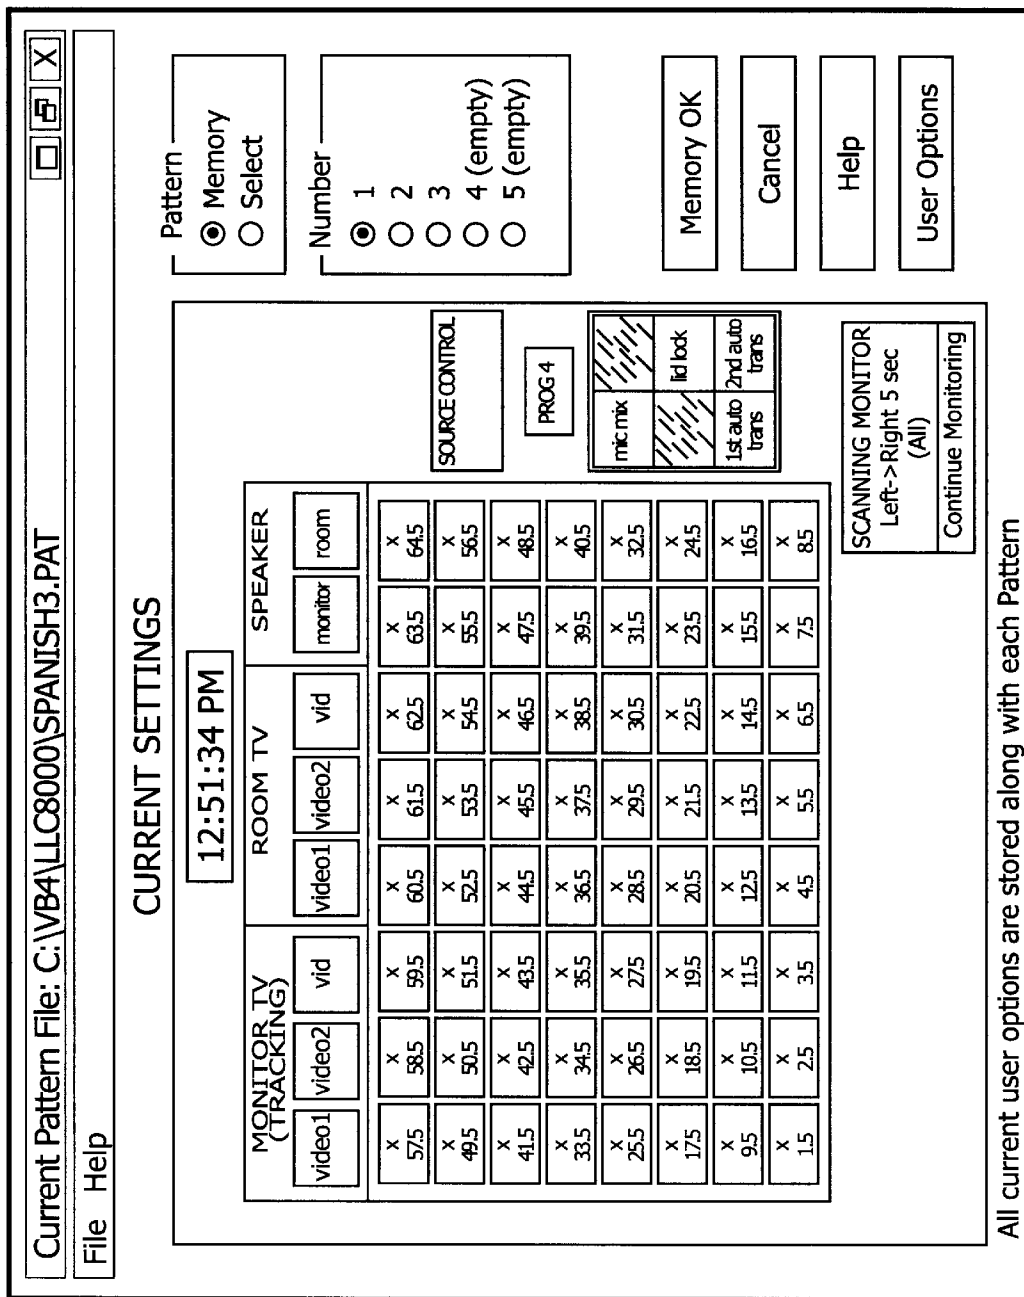 Current Pattern File: C:\VB4\LLC8000\SPANISH3.PAT
X
File Help
CURRENT SETTINGS
12:51:34 PM
MONITOR TV
(TRACKING)
ROOM TV
SPEAKER
video1 video2 vid video1 video2 vid monitor room
X X X X X X X X
57.5 58.5 59.5 60.5 61.5 62.5 63.5 64.5
X X X X X X X X
49.5 50.5 51.5 52.5 53.5 54.5 55.5 56.5
X X X X X X X X
41.5 42.5 43.5 44.5 45.5 46.5 47.5 48.5
X X X X X X X X
33.5 34.5 35.5 36.5 37.5 38.5 39.5 40.5
X X X X X X X X
25.5 26.5 27.5 28.5 29.5 30.5 31.5 32.5
X X X X X X X X
17.5 18.5 19.5 20.5 21.5 22.5 23.5 24.5
X X X X X X X X
9.5 10.5 11.5 12.5 13.5 14.5 15.5 16.5
X X X X X X X X
1.5 2.5 3.5 4.5 5.5 6.5 7.5 8.5
SOURCE CONTROL
PROG 4
mic mix
lid lock
1st auto trans
2nd auto trans
SCANNING MONITOR
Left->Right 5 sec
(All)
Continue Monitoring
Pattern
Memory
Select
Number
1
2
3
4 (empty)
5 (empty)
Memory OK
Cancel
Help
User Options
All current user options are stored along with each Pattern